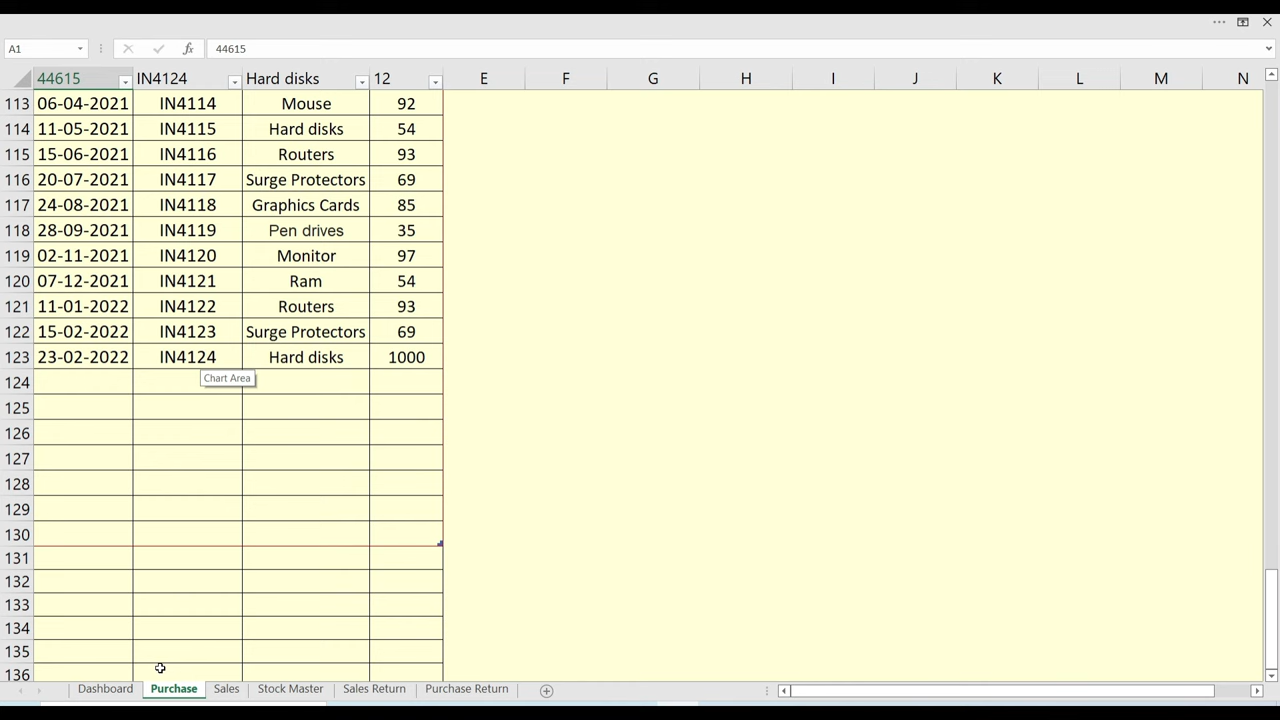 A1 fx 44615
44615 IN4124 Hard disks 12 E F G H I J K L M N
113 06-04-2021 IN4114 Mouse 92
114 11-05-2021 IN4115 Hard disks 54
115 15-06-2021 IN4116 Routers 93
116 20-07-2021 IN4117 Surge Protectors 69
117 24-08-2021 IN4118 Graphics Cards 85
118 28-09-2021 IN4119 Pen drives 35
119 02-11-2021 IN4120 Monitor 97
120 07-12-2021 IN4121 Ram 54
121 11-01-2022 IN4122 Routers 93
122 15-02-2022 IN4123 Surge Protectors 69
123 23-02-2022 IN4124 Hard disks 1000
Chart Area
124
125
126
127
128
129
130
131
132
133
134
135
136
Dashboard Purchase Sales Stock Master Sales Return Purchase Return